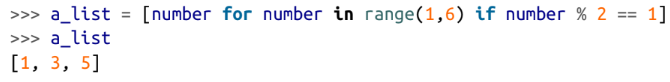 >>> a_list = [number for number in range(1,6) if number % 2 == 1]
>>> a_list
[1, 3, 5]